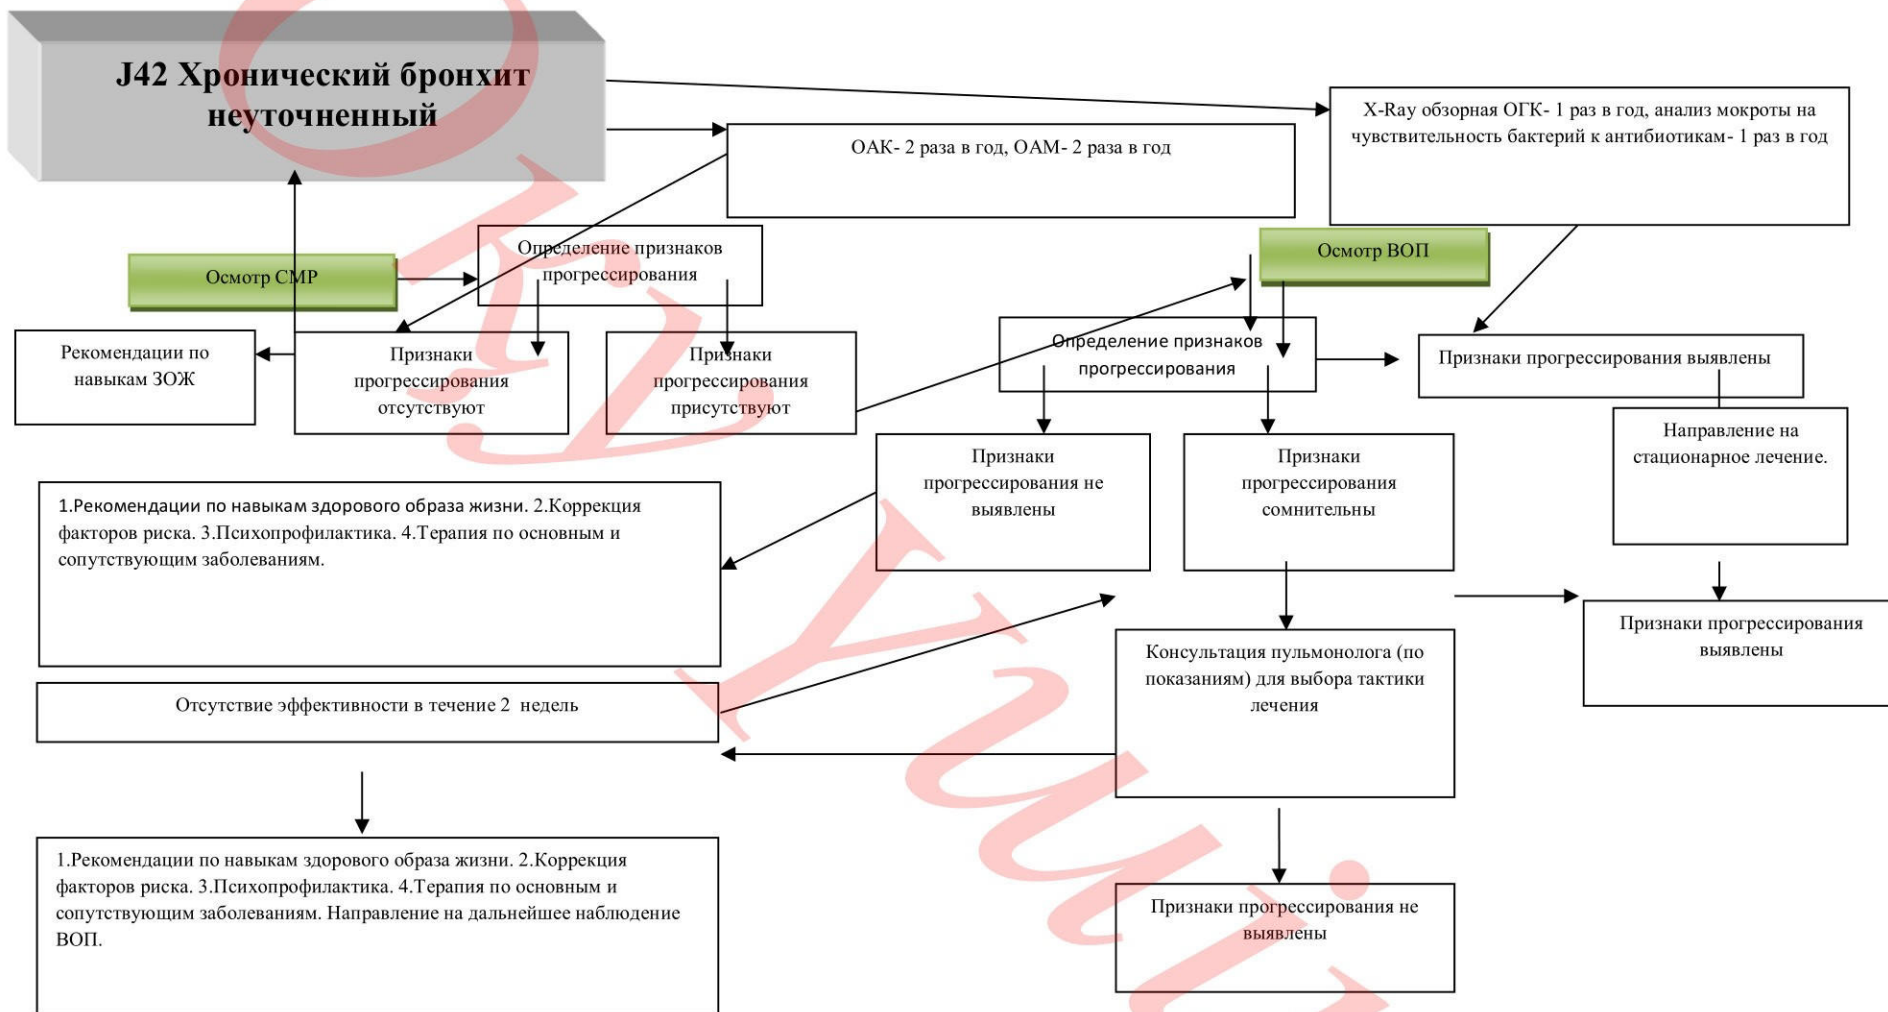 J42 Хронический бронхит
неуточненный
X-Ray обзорная ОГК- 1 раз в год, анализ мокроты на
чувствительность бактерий к антибиотикам- 1 раз в год
ОАК- 2 раза в год, ОАМ- 2 раза в год
Осмотр СМР
Определение признаков
прогрессирования
Осмотр ВОП
Рекомендации по
навыкам ЗОЖ
Признаки
прогрессирования
отсутствуют
Признаки
прогрессирования
присутствуют
Определение признаков
прогрессирования
Признаки прогрессирования выявлены
Признаки
прогрессирования не
выявлены
Признаки
прогрессирования
сомнительны
Направление на
стационарное лечение.
1.Рекомендации по навыкам здорового образа жизни. 2.Коррекция
факторов риска. 3.Психопрофилактика. 4.Терапия по основным и
сопутствующим заболеваниям.
Признаки прогрессирования
выявлены
Консультация пульмонолога (по
показаниям) для выбора тактики
лечения
Отсутствие эффективности в течение 2 недель
1.Рекомендации по навыкам здорового образа жизни. 2.Коррекция
факторов риска. 3.Психопрофилактика. 4.Терапия по основным и
сопутствующим заболеваниям. Направление на дальнейшее наблюдение
ВОП.
Признаки прогрессирования не
выявлены